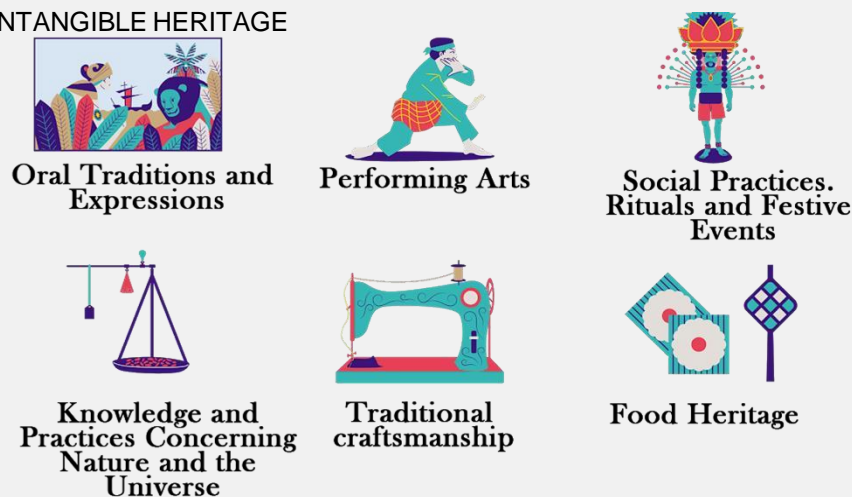 NTANGIBLE HERITAGE
Oral Traditions and
Expressions
Performing Arts
Social Practices.
Rituals and Festive
Events
Knowledge and
Practices Concerning
Nature and the
Universe
Traditional
craftsmanship
Food Heritage